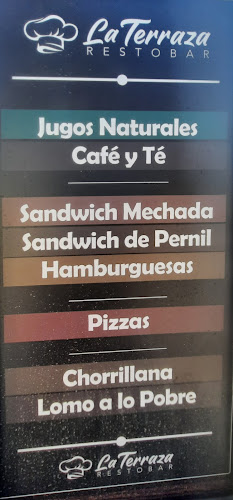 La Terraza
RESTOBAR
Jugos Naturales
Café y Té
Sandwich Mechada
Sandwich de Pernil
Hamburguesas
Pizzas
Chorrillana
Lomo a lo Pobre
La Terraza
RESTOBAR